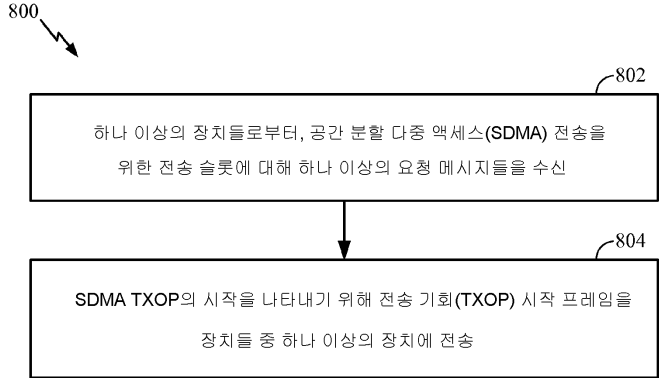 800
802
하나 이상의 장치들로부터, 공간 분할 다중 액세스(SDMA) 전송을
위한 전송 슬롯에 대해 하나 이상의 요청 메시지들을 수신
804
SDMA TXOP의 시작을 나타내기 위해 전송 기회(TXOP) 시작 프레임을
장치들 중 하나 이상의 장치에 전송